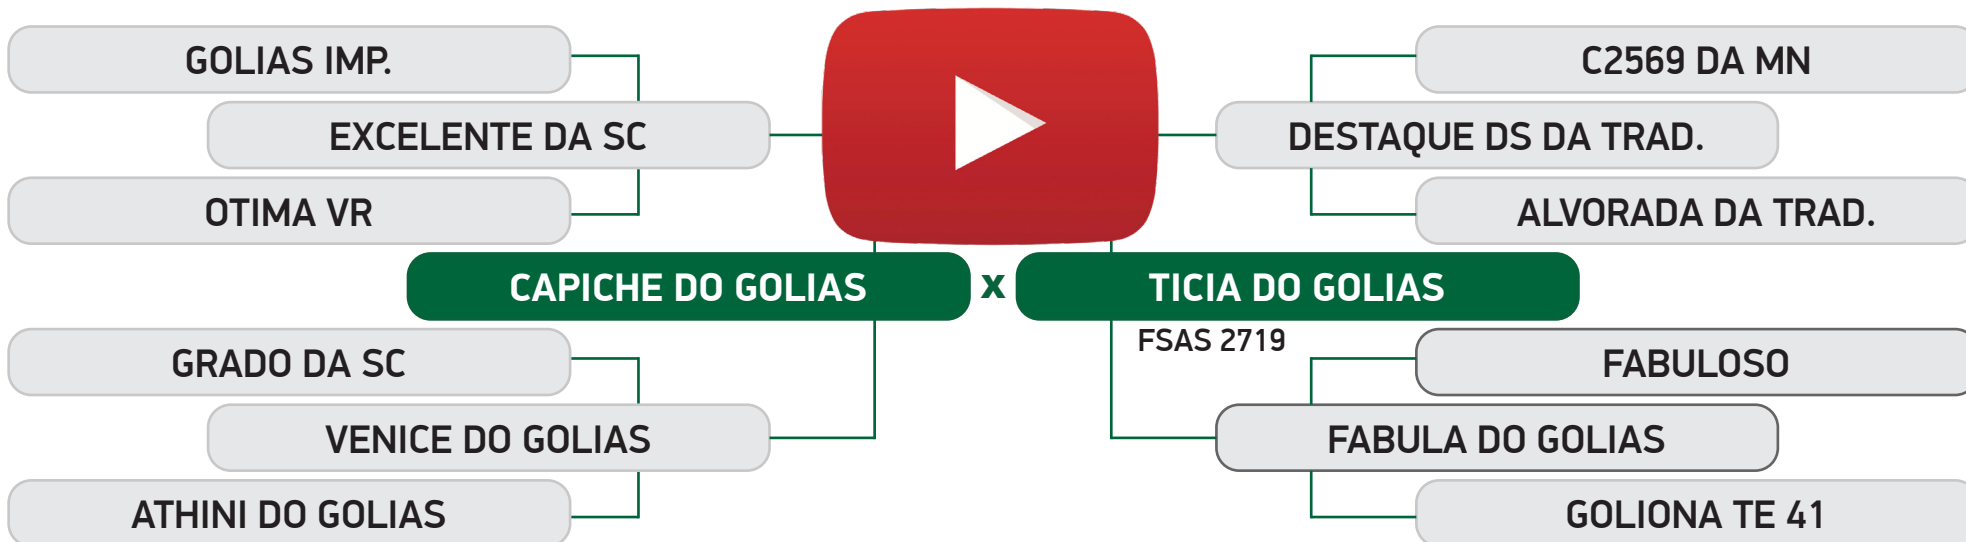 GOLIAS IMP.
EXCELENTE DA SC
OTIMA VR
C2569 DA MN
DESTAQUE DS DA TRAD.
ALVORADA DA TRAD.
CAPICHE DO GOLIAS
X
TICIA DO GOLIAS
FSAS 2719
GRADO DA SC
VENICE DO GOLIAS
ATHINI DO GOLIAS
FABULOSO
FABULA DO GOLIAS
GOLIONA TE 41